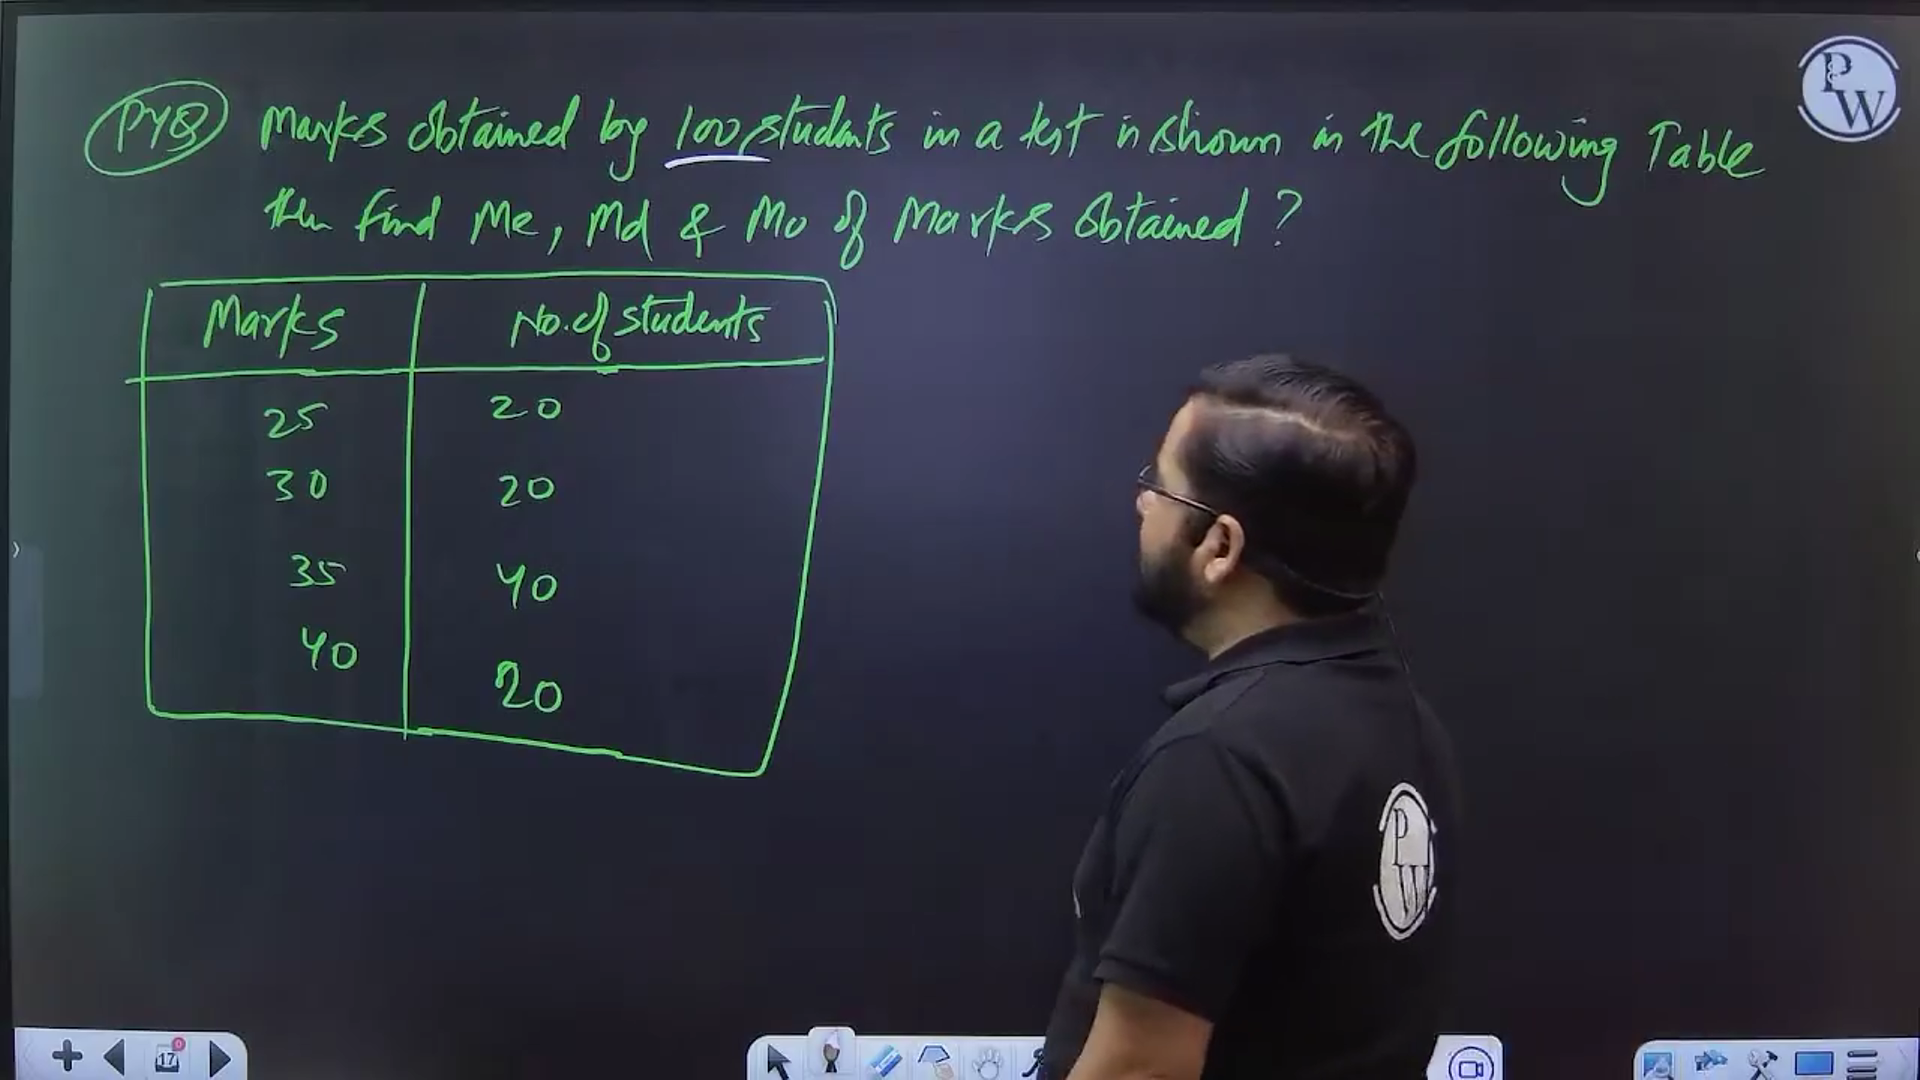 PYQ Marks obtained by 100 students in a test is shown in the following Table
then find Me, Md & Mo of Marks obtained ?
Marks No. of students
25 20
30 20
35 40
40 20
PW
PW
17